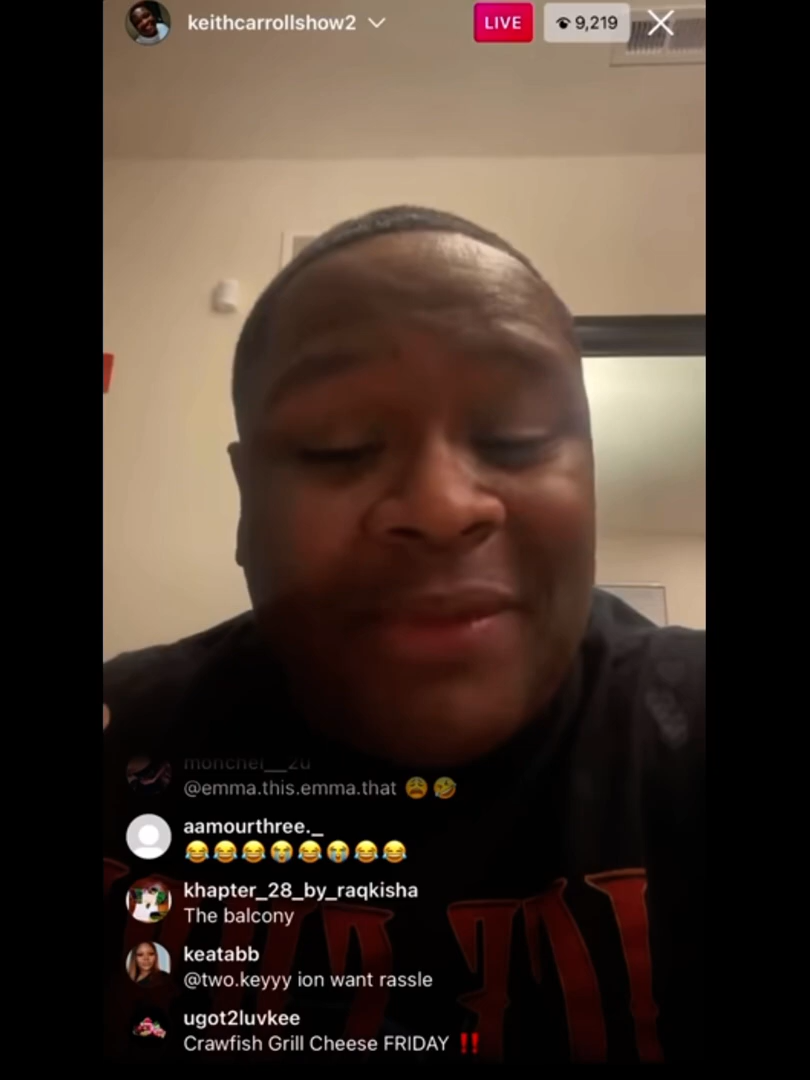 keithcarrollshow2
LIVE
9,219
monchel__2u
@emma.this.emma.that 😩 🤣
aamourthree._
😂😂😂😭😂😭😂😂
khapter_28_by_raqkisha
The balcony
keatabb
@two.keyyy ion want rassle
ugot2luvkee
Crawfish Grill Cheese FRIDAY ‼️